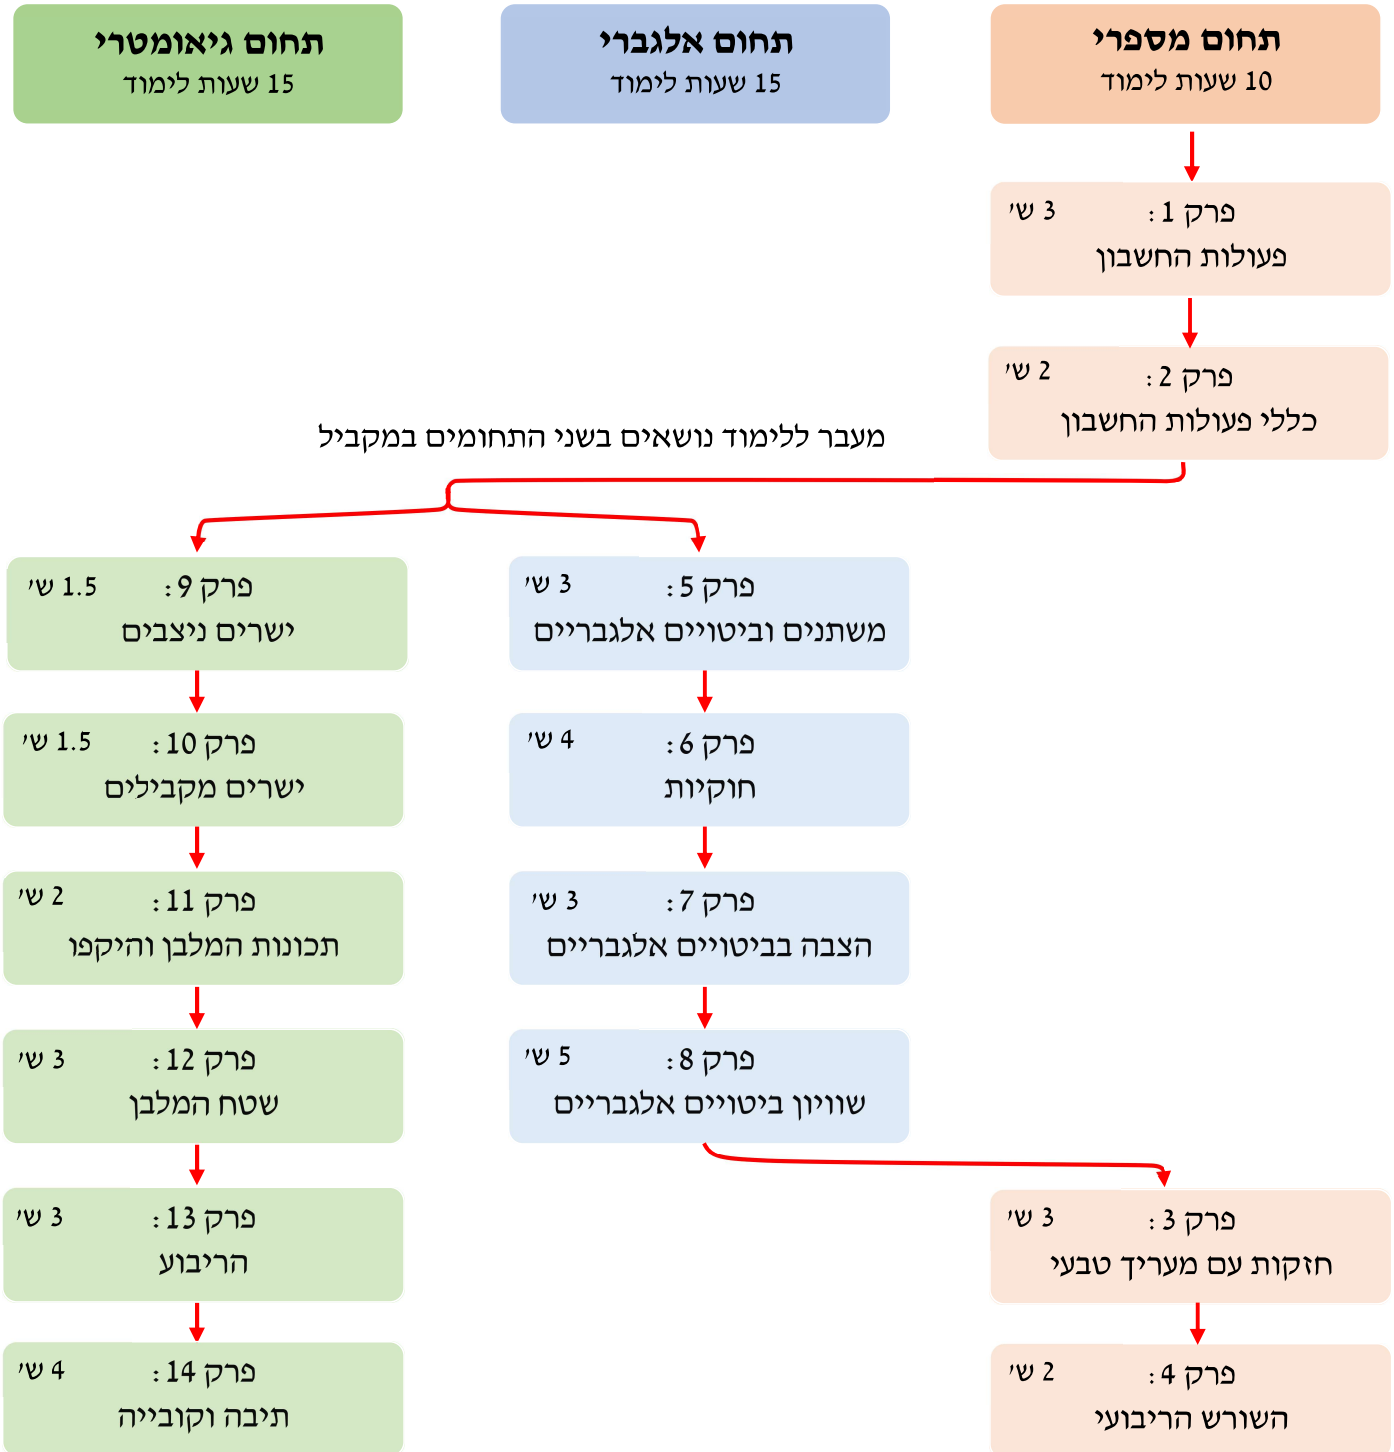 תחום מספרי
10 שעות לימוד
תחום אלגברי
15 שעות לימוד
תחום גיאומטרי
15 שעות לימוד
פרק 1: 3 ש'
פעולות החשבון
פרק 2: 2 ש'
כללי פעולות החשבון
מעבר ללימוד נושאים בשני התחומים במקביל
פרק 5: 3 ש'
משתנים וביטויים אלגבריים
פרק 6: 4 ש'
חוקיות
פרק 7: 3 ש'
הצבה בביטויים אלגבריים
פרק 8: 5 ש'
שוויון ביטויים אלגבריים
פרק 3: 3 ש'
חזקות עם מעריך טבעי
פרק 4: 2 ש'
השורש הריבועי
פרק 9: 1.5 ש'
ישרים ניצבים
פרק 10: 1.5 ש'
ישרים מקבילים
פרק 11: 2 ש'
תכונות המלבן והיקפו
פרק 12: 3 ש'
שטח המלבן
פרק 13: 3 ש'
הריבוע
פרק 14: 4 ש'
תיבה וקובייה